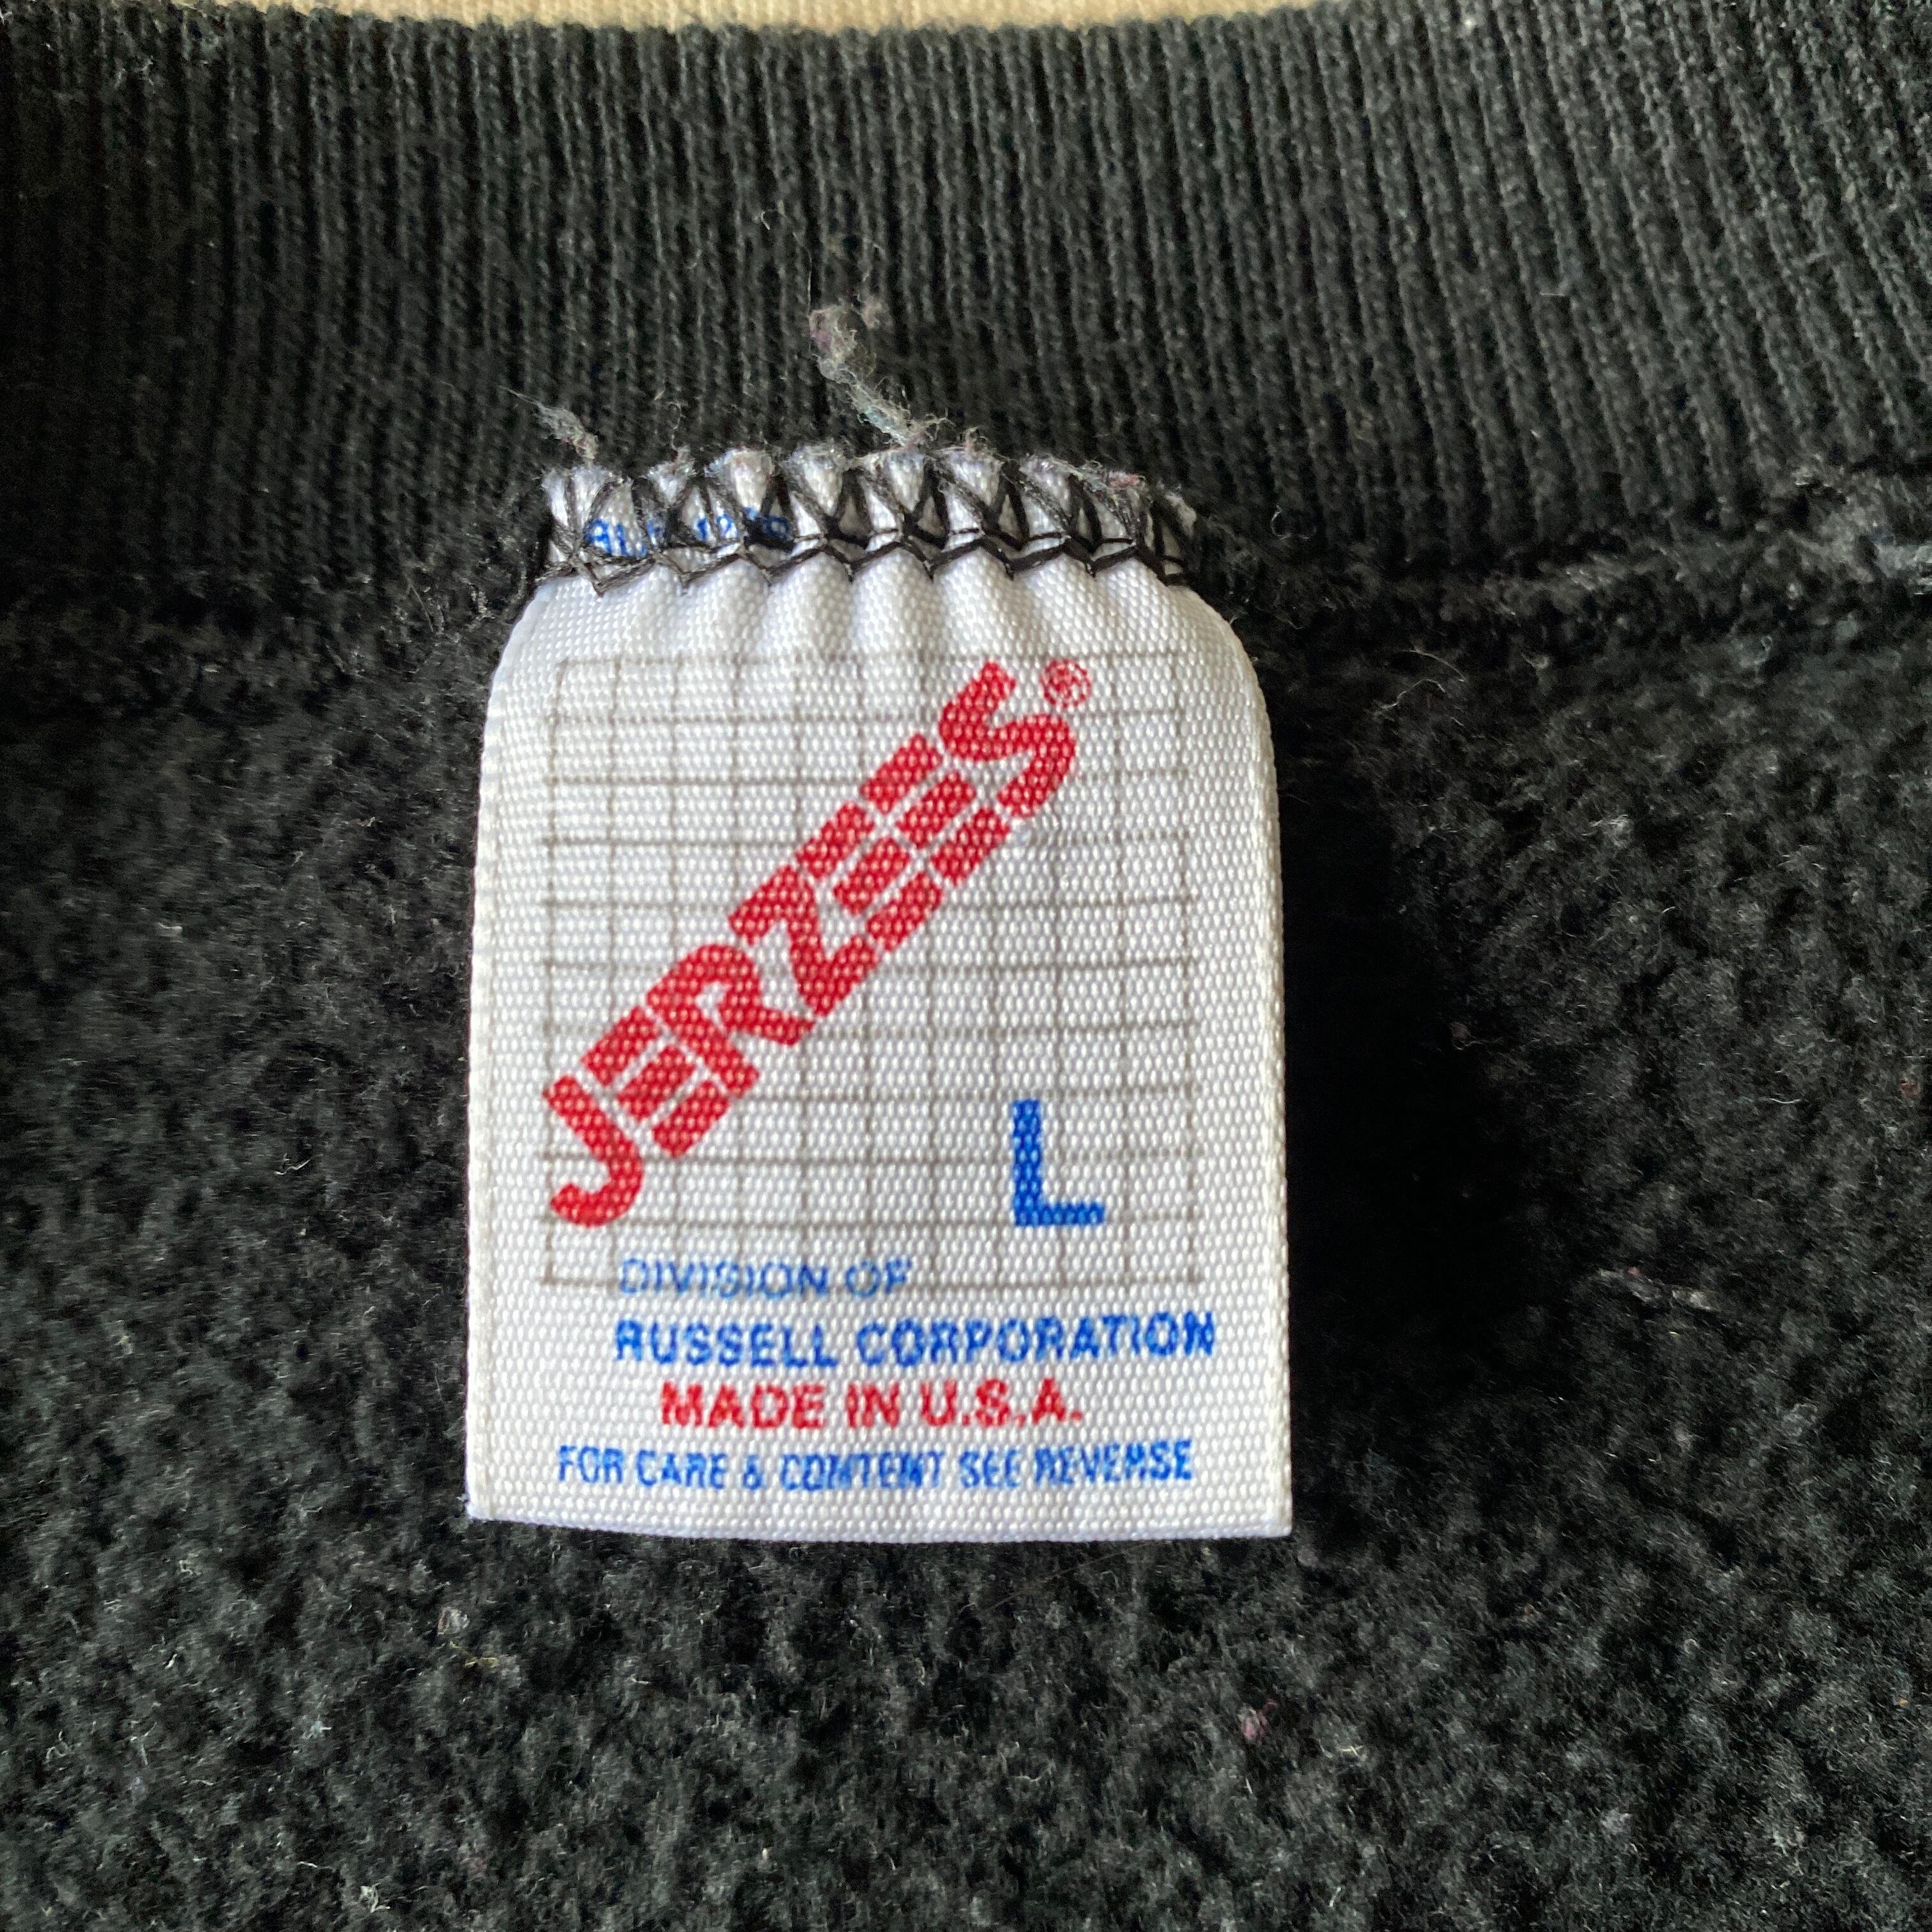 JERZEES®
L
DIVISION OF
RUSSELL CORPORATION
MADE IN U.S.A.
FOR CARE & CONTENT SEE REVERSE